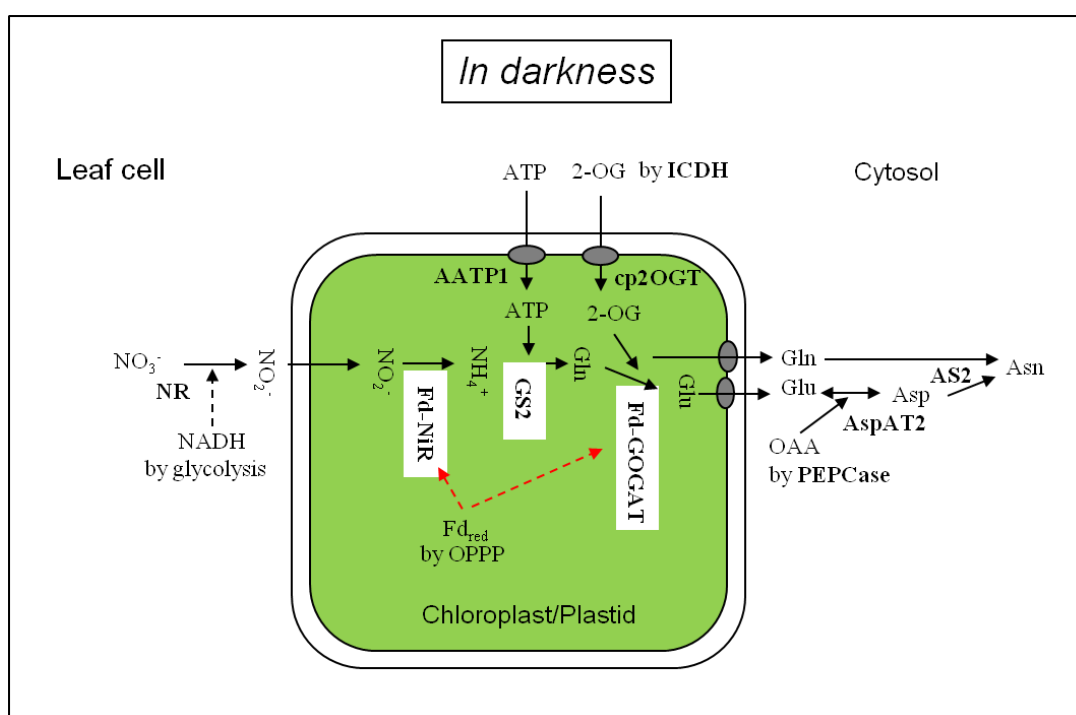 In darkness
Leaf cell
ATP
2-OG
by ICDH
Cytosol
AATP1
cp2OGT
ATP
2-OG
NO₃⁻
NR
NO₂⁻
NO₂⁻
NH₄⁺
GS2
Gln
Glu
Gln
Glu
Asp
AS2
Asn
AspAT2
NADH
by glycolysis
Fd-NiR
Fd-GOGAT
OAA
by PEPCase
Fdred
by OPPP
Chloroplast/Plastid